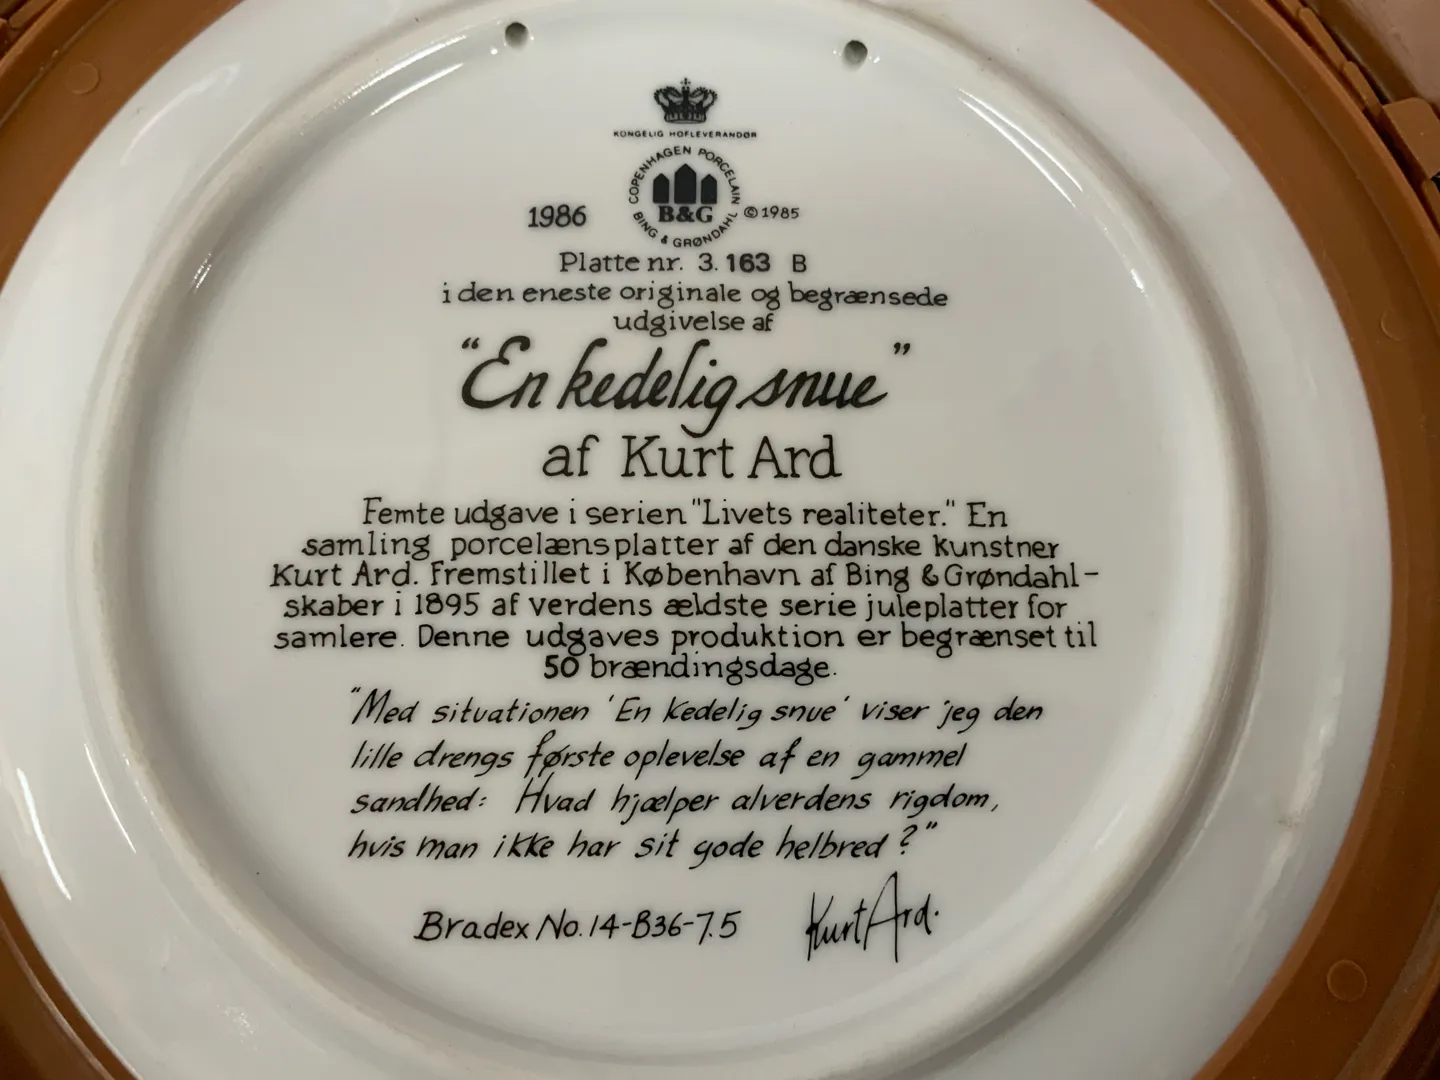 KONGELIG HOFLEVERANDØR
COPENHAGEN PORCELAIN
B&G
BING & GRØNDAHL
1986
© 1985
Platte nr. 3.163 B
i den eneste originale og begrænsede
udgivelse af
"En kedelig snue"
af Kurt Ard
Femte udgave i serien "Livets realiteter." En
samling porcelænsplatter af den danske kunstner
Kurt Ard. Fremstillet i København af Bing & Grøndahl-
skaber i 1895 af verdens ældste serie juleplatter for
samlere. Denne udgaves produktion er begrænset til
50 brændingsdage.
"Med situationen 'En kedelig snue' viser jeg den
lille drengs første oplevelse af en gammel
sandhed: Hvad hjælper alverdens rigdom,
hvis man ikke har sit gode helbred?"
Bradex No. 14-B36-7.5
Kurt Ard.